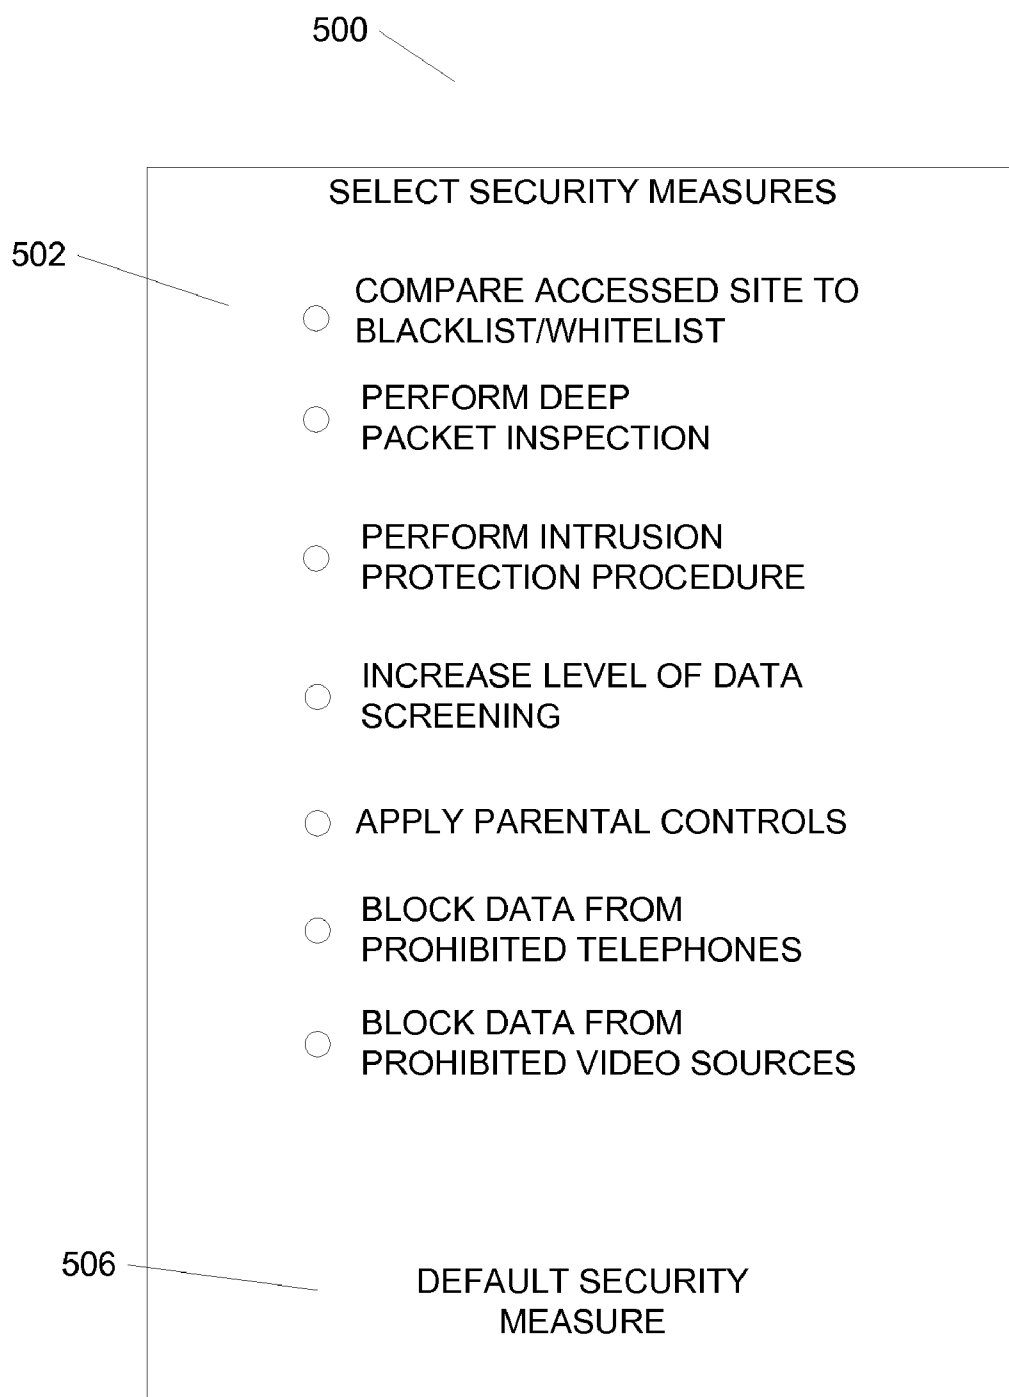 500
SELECT SECURITY MEASURES
502
COMPARE ACCESSED SITE TO
BLACKLIST/WHITELIST
PERFORM DEEP
PACKET INSPECTION
PERFORM INTRUSION
PROTECTION PROCEDURE
INCREASE LEVEL OF DATA
SCREENING
APPLY PARENTAL CONTROLS
BLOCK DATA FROM
PROHIBITED TELEPHONES
BLOCK DATA FROM
PROHIBITED VIDEO SOURCES
506
DEFAULT SECURITY
MEASURE